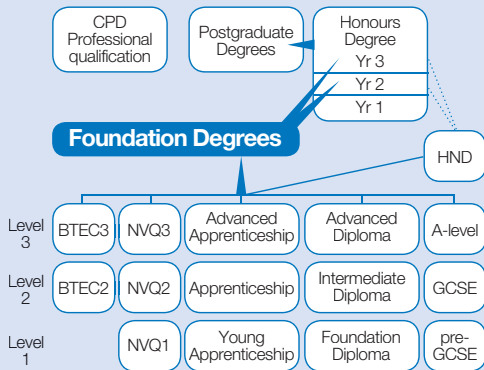 CPD
Professional
qualification
Postgraduate
Degrees
Honours
Degree
Yr 3
Yr 2
Yr 1
Foundation Degrees
HND
Level
3
BTEC3
NVQ3
Advanced
Apprenticeship
Advanced
Diploma
A-level
Level
2
BTEC2
NVQ2
Apprenticeship
Intermediate
Diploma
GCSE
Level
1
NVQ1
Young
Apprenticeship
Foundation
Diploma
pre-
GCSE